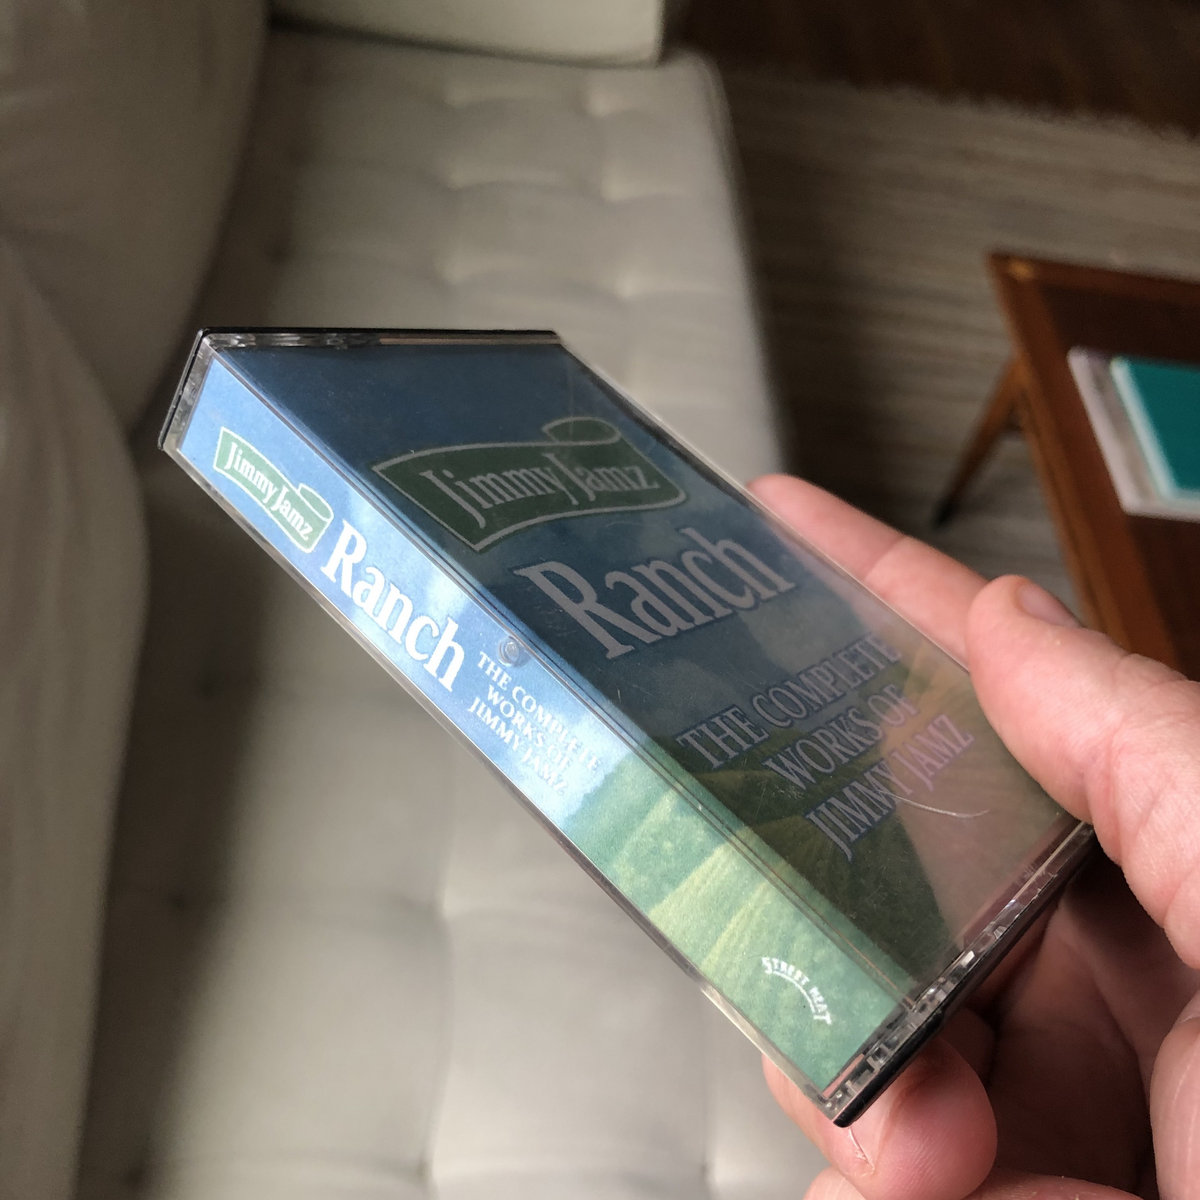 Jimmy Jamz
Ranch
THE COMPLETE
WORKS OF
JIMMY JAMZ
STREET MEAT
Jimmy Jamz
Ranch
THE COMPLETE
WORKS OF
JIMMY JAMZ